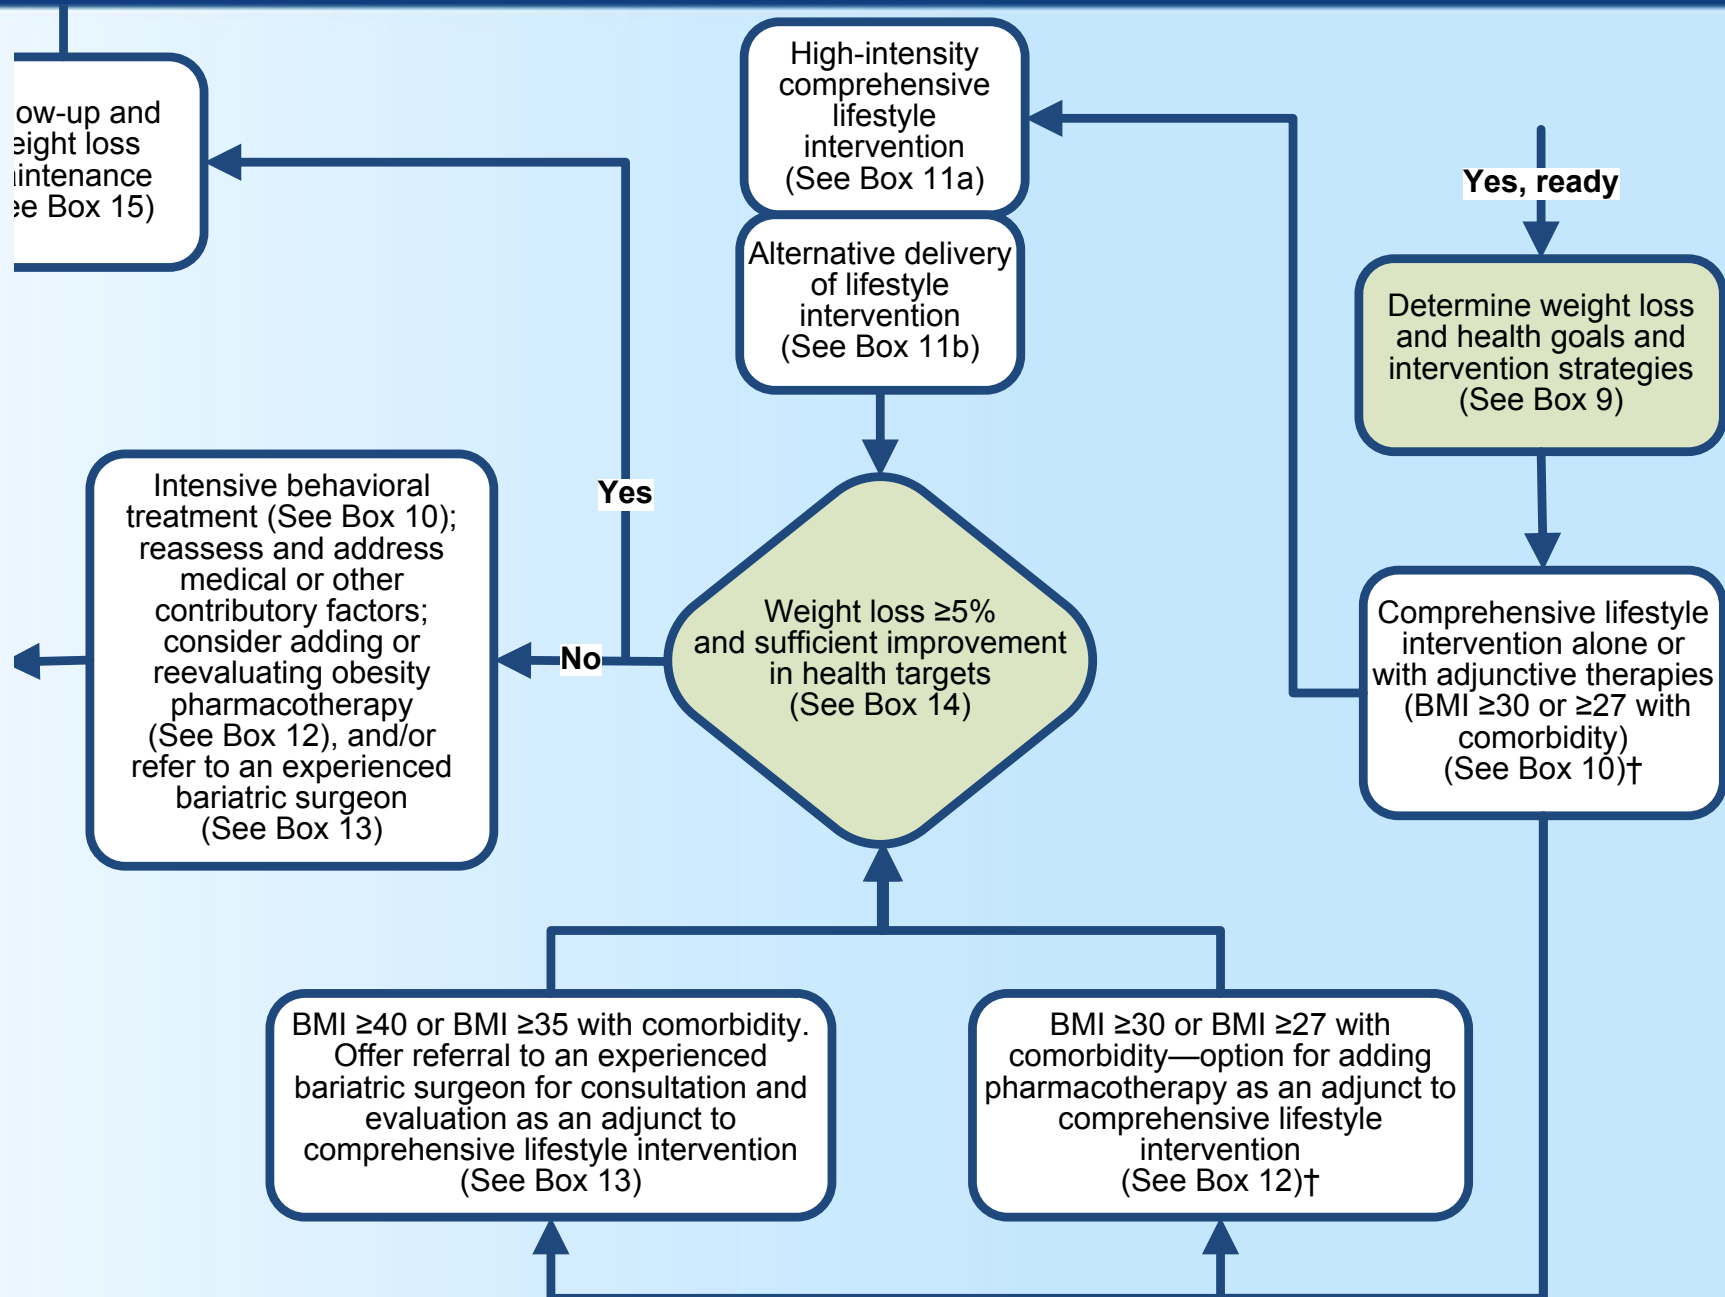 High-intensity
comprehensive
lifestyle
intervention
(See Box 11a)
Alternative delivery
of lifestyle
intervention
(See Box 11b)
ow-up and
eight loss
intenance
ee Box 15)
Yes, ready
Determine weight loss
and health goals and
intervention strategies
(See Box 9)
Yes
Intensive behavioral
treatment (See Box 10);
reassess and address
medical or other
contributory factors;
consider adding or
reevaluating obesity
pharmacotherapy
(See Box 12), and/or
refer to an experienced
bariatric surgeon
(See Box 13)
No
Weight loss ≥5%
and sufficient improvement
in health targets
(See Box 14)
Comprehensive lifestyle
intervention alone or
with adjunctive therapies
(BMI ≥30 or ≥27 with
comorbidity)
(See Box 10)†
BMI ≥40 or BMI ≥35 with comorbidity.
Offer referral to an experienced
bariatric surgeon for consultation and
evaluation as an adjunct to
comprehensive lifestyle intervention
(See Box 13)
BMI ≥30 or BMI ≥27 with
comorbidity—option for adding
pharmacotherapy as an adjunct to
comprehensive lifestyle
intervention
(See Box 12)†